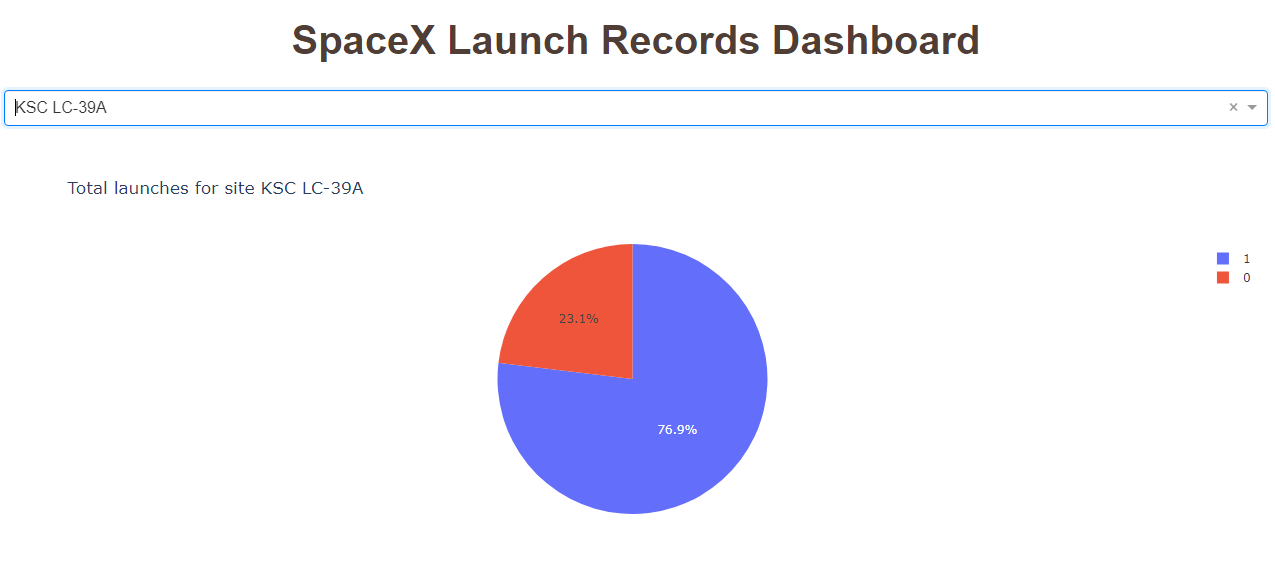 SpaceX Launch Records Dashboard
KSC LC-39A
Total launches for site KSC LC-39A
1
0
23.1%
76.9%